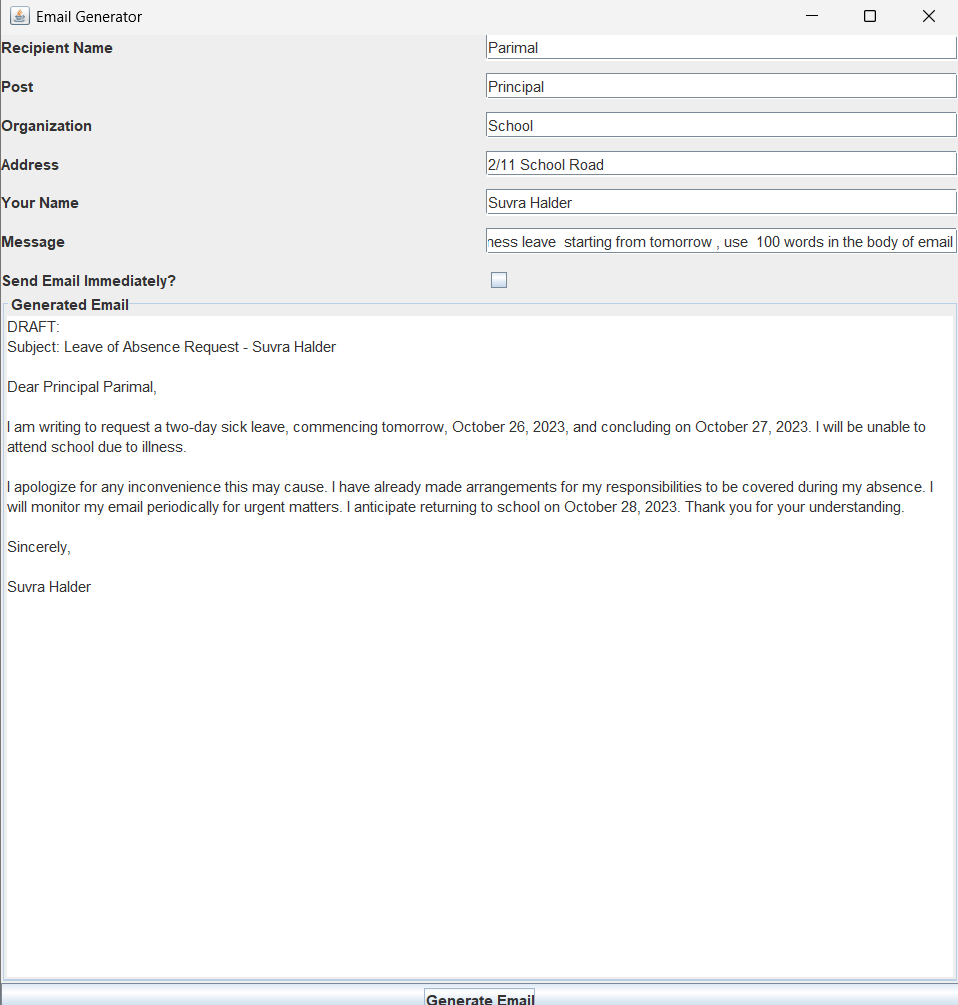 Email Generator
Recipient Name Parimal
Post Principal
Organization School
Address 2/11 School Road
Your Name Suvra Halder
Message ness leave  starting from tomorrow , use  100 words in the body of email
Send Email Immediately?
Generated Email
DRAFT:
Subject: Leave of Absence Request - Suvra Halder
Dear Principal Parimal,
I am writing to request a two-day sick leave, commencing tomorrow, October 26, 2023, and concluding on October 27, 2023. I will be unable to
attend school due to illness.
I apologize for any inconvenience this may cause. I have already made arrangements for my responsibilities to be covered during my absence. I
will monitor my email periodically for urgent matters. I anticipate returning to school on October 28, 2023. Thank you for your understanding.
Sincerely,
Suvra Halder
Generate Email